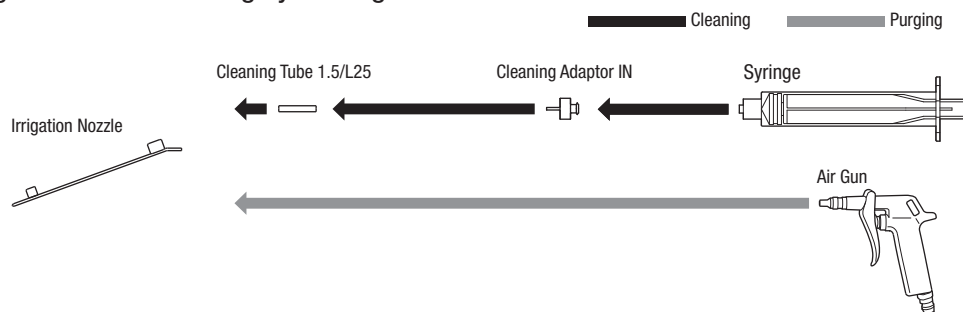 Cleaning
Purging
Cleaning Tube 1.5/L25
Cleaning Adaptor IN
Syringe
Irrigation Nozzle
Air Gun